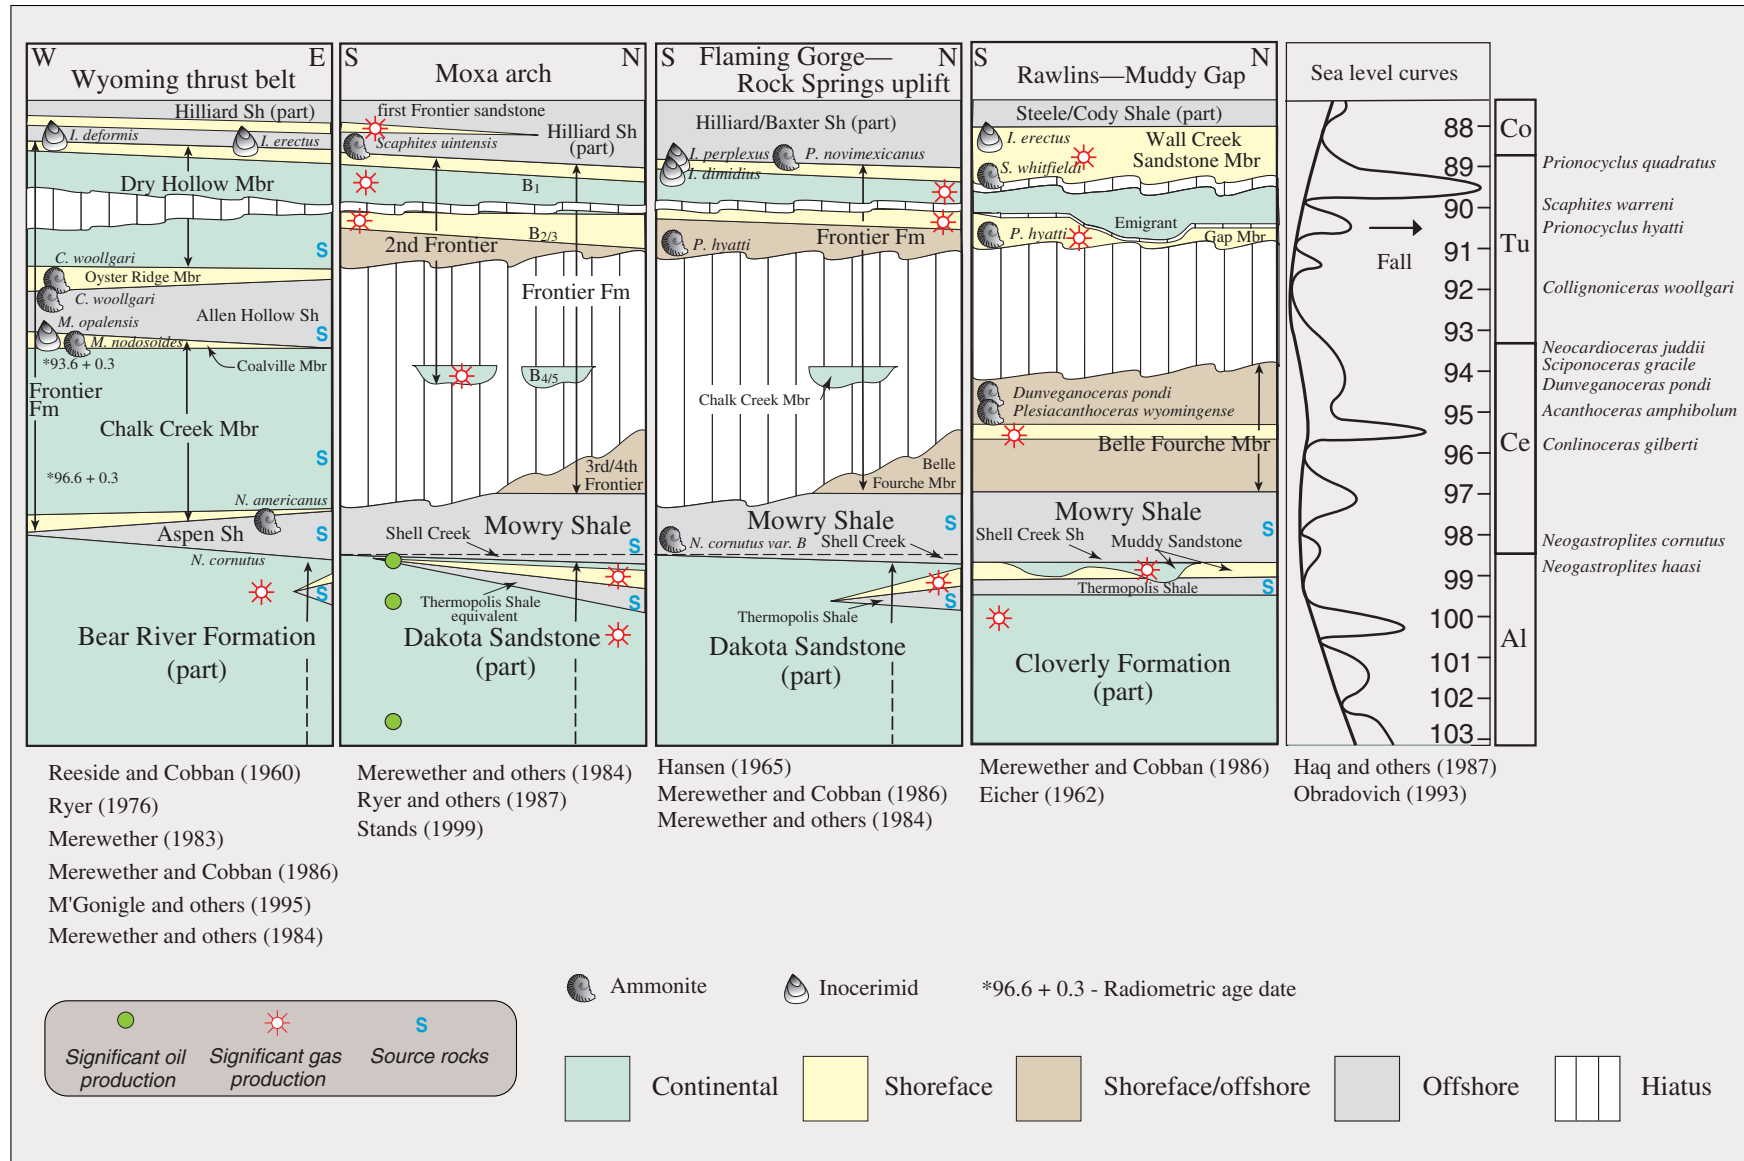 W
E
Wyoming thrust belt
Hilliard Sh (part)
I. deformis
I. erectus
Dry Hollow Mbr
S
C. woollgari
Oyster Ridge Mbr
C. woollgari
Allen Hollow Sh
M. opalensis
S
M. nodosoides
*93.6 + 0.3
Coalville Mbr
Frontier
Fm
Chalk Creek Mbr
S
*96.6 + 0.3
N. americanus
Aspen Sh
S
N. cornutus
S
Bear River Formation
(part)
Reeside and Cobban (1960)
Ryer (1976)
Merewether (1983)
Merewether and Cobban (1986)
M'Gonigle and others (1995)
Merewether and others (1984)
S
N
Moxa arch
first Frontier sandstone
Hilliard Sh
(part)
Scaphites uintensis
B1
B2/3
2nd Frontier
Frontier Fm
B4/5
3rd/4th
Frontier
Mowry Shale
Shell Creek
S
Thermopolis Shale
equivalent
S
Dakota Sandstone
(part)
Merewether and others (1984)
Ryer and others (1987)
Stands (1999)
S
N
Flaming Gorge—
Rock Springs uplift
Hilliard/Baxter Sh (part)
I. perplexus
P. novimexicanus
I. dimidius
P. hyatti
Frontier Fm
Chalk Creek Mbr
Belle
Fourche Mbr
Mowry Shale
S
N. cornutus var. B
Shell Creek
Thermopolis Shale
S
Dakota Sandstone
(part)
Hansen (1965)
Merewether and Cobban (1986)
Merewether and others (1984)
S
N
Rawlins—Muddy Gap
Steele/Cody Shale (part)
I. erectus
Wall Creek
Sandstone Mbr
S. whitfieldi
Emigrant
Gap Mbr
P. hyatti
Dunveganoceras pondi
Plesiacanthoceras wyomingense
Belle Fourche Mbr
Mowry Shale
S
Shell Creek Sh
Muddy Sandstone
Thermopolis Shale
S
Cloverly Formation
(part)
Merewether and Cobban (1986)
Eicher (1962)
Sea level curves
Fall
88
89
90
91
92
93
94
95
96
97
98
99
100
101
102
103
Co
Tu
Ce
Al
Prionocyclus quadratus
Scaphites warreni
Prionocyclus hyatti
Collignoniceras woollgari
Neocardioceras juddii
Sciponoceras gracile
Dunveganoceras pondi
Acanthoceras amphibolum
Conlinoceras gilberti
Neogastroplites cornutus
Neogastroplites haasi
Haq and others (1987)
Obradovich (1993)
Ammonite
Inocerimid
*96.6 + 0.3 - Radiometric age date
S
Significant oil
production
Significant gas
production
Source rocks
Continental
Shoreface
Shoreface/offshore
Offshore
Hiatus